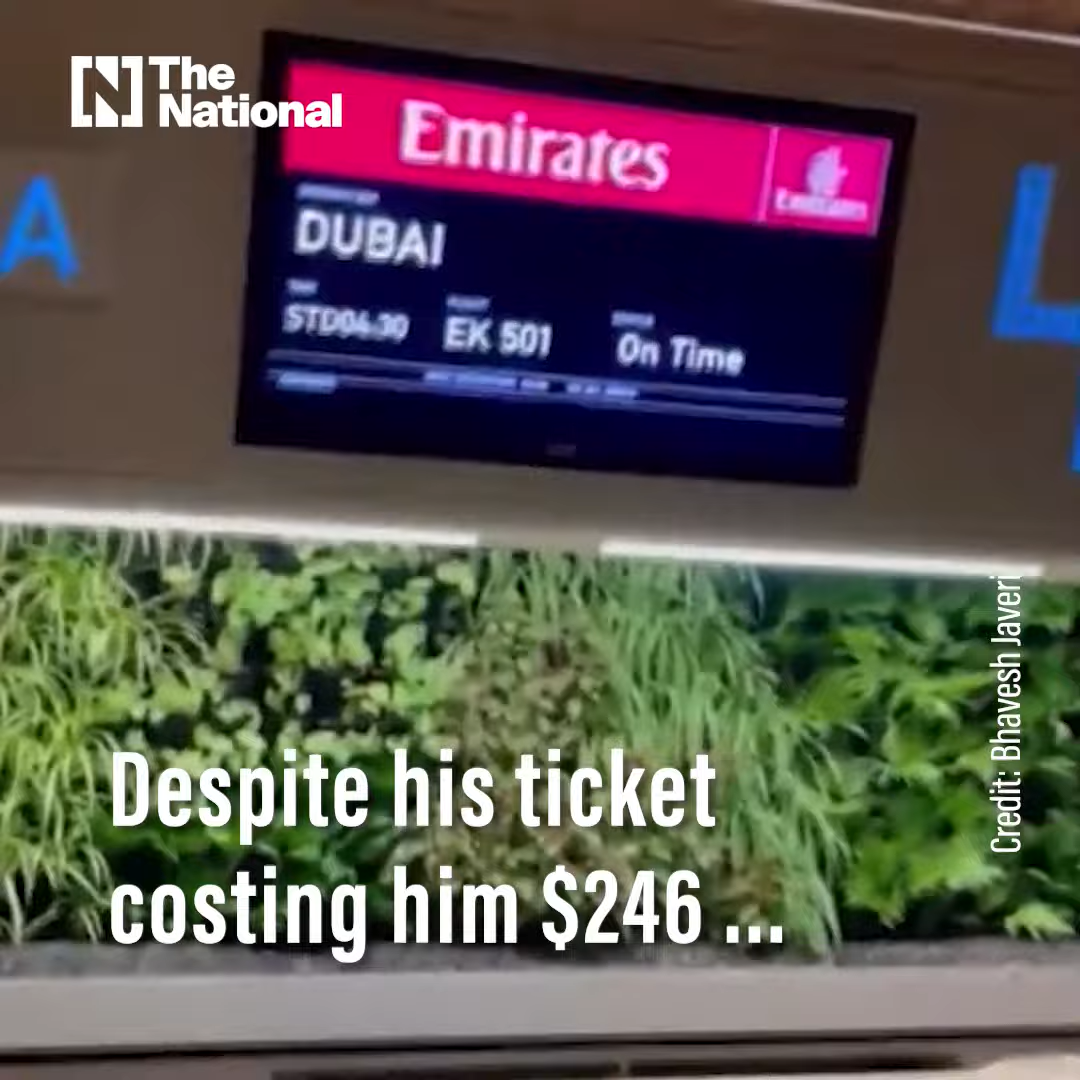 The
National
Emirates
Emirates
DUBAI
STD04:30 EK 501 On Time
A
L
Credit: Bhavesh Javeri
Despite his ticket
costing him $246 ...